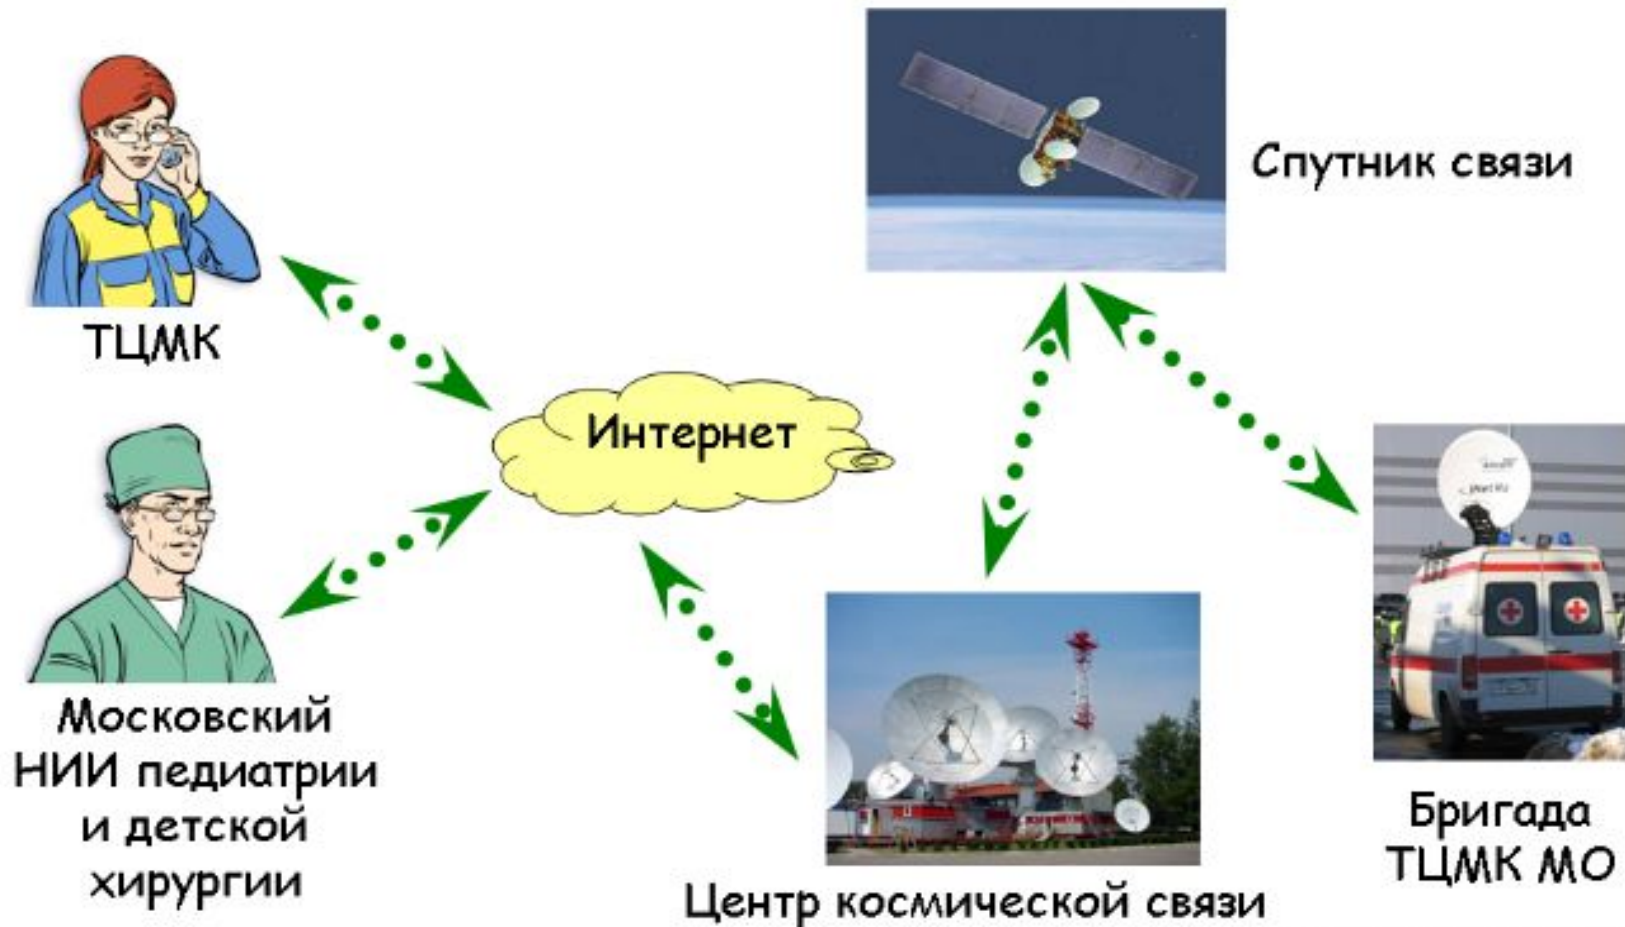 ТЦМК
Спутник связи
Интернет
Московский
НИИ педиатрии
и детской
хирургии
Центр космической связи
Бригада
ТЦМК МО